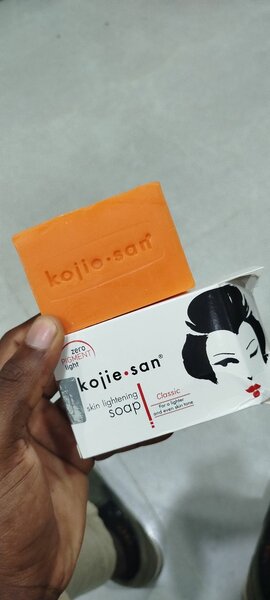 kojie•san®
zero
PIGMENT
light
kojie•san®
skin lightening
soap
Classic
For a lighter
and even skin tone